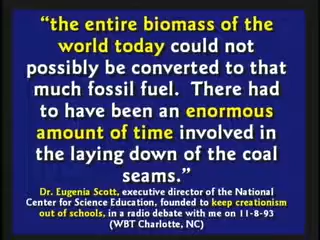 “the entire biomass of the
world today could not
possibly be converted to that
much fossil fuel.  There had
to have been an enormous
amount of time involved in
the laying down of the coal
seams.”
Dr. Eugenia Scott, executive director of the National
Center for Science Education, founded to keep creationism
out of schools, in a radio debate with me on 11-8-93
(WBT Charlotte, NC)